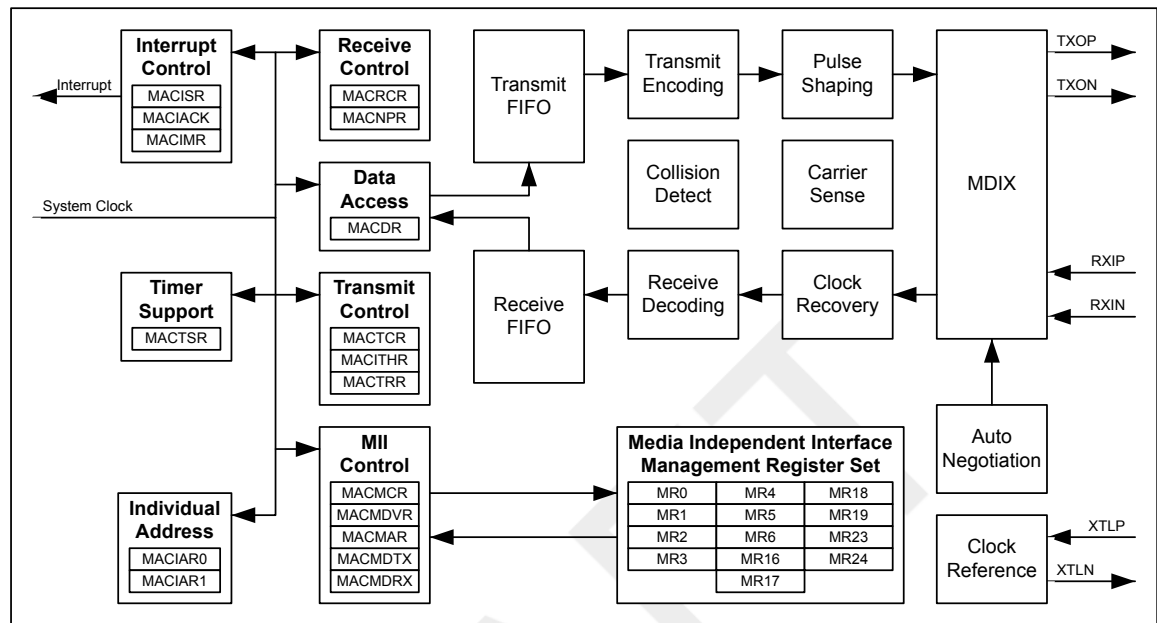 Interrupt
Control
MACISR
MACIACK
MACIMR
Interrupt
System Clock
Receive
Control
MACRCR
MACNPR
Data
Access
MACDR
Timer
Support
MACTSR
Transmit
Control
MACTCR
MACITHR
MACTRR
Individual
Address
MACIAR0
MACIAR1
MII
Control
MACMCR
MACMDVR
MACMAR
MACMDTX
MACMDRX
Transmit
FIFO
Transmit
Encoding
Pulse
Shaping
Collision
Detect
Carrier
Sense
Receive
FIFO
Receive
Decoding
Clock
Recovery
MDIX
TXOP
TXON
RXIP
RXIN
Media Independent Interface
Management Register Set
MR0 MR4 MR18
MR1 MR5 MR19
MR2 MR6 MR23
MR3 MR16 MR24
MR17
Auto
Negotiation
Clock
Reference
XTLP
XTLN